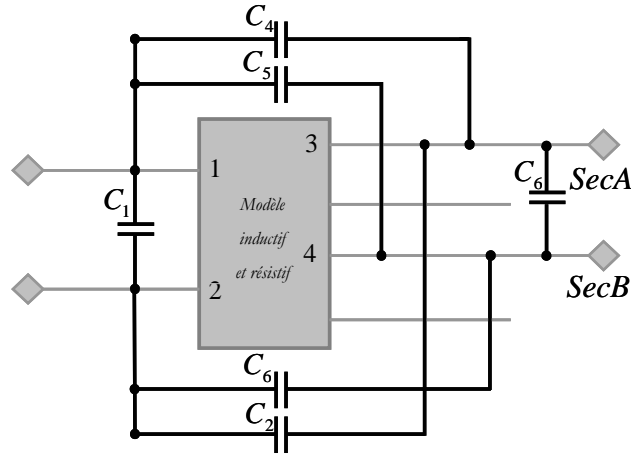 C4
C5
3
1
C1
Modèle
inductif
et résistif
4
2
C6
SecA
SecB
C6
C2